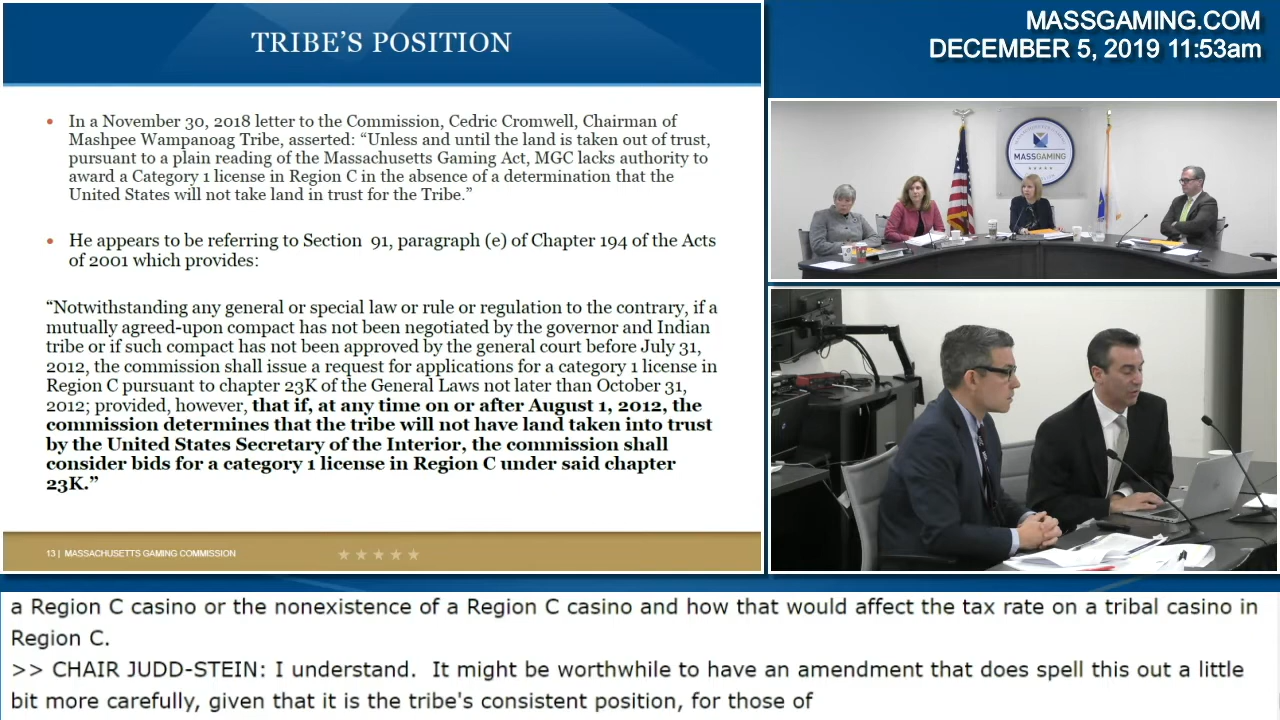 TRIBE'S POSITION
• In a November 30, 2018 letter to the Commission, Cedric Cromwell, Chairman of
Mashpee Wampanoag Tribe, asserted: “Unless and until the land is taken out of trust,
pursuant to a plain reading of the Massachusetts Gaming Act, MGC lacks authority to
award a Category 1 license in Region C in the absence of a determination that the
United States will not take land in trust for the Tribe.”
• He appears to be referring to Section 91, paragraph (e) of Chapter 194 of the Acts
of 2001 which provides:
“Notwithstanding any general or special law or rule or regulation to the contrary, if a
mutually agreed-upon compact has not been negotiated by the governor and Indian
tribe or if such compact has not been approved by the general court before July 31,
2012, the commission shall issue a request for applications for a category 1 license in
Region C pursuant to chapter 23K of the General Laws not later than October 31,
2012; provided, however, that if, at any time on or after August 1, 2012, the
commission determines that the tribe will not have land taken into trust
by the United States Secretary of the Interior, the commission shall
consider bids for a category 1 license in Region C under said chapter
23K.”
13 | MASSACHUSETTS GAMING COMMISSION
MASSGAMING.COM
DECEMBER 5, 2019 11:53am
MASSGAMING
a Region C casino or the nonexistence of a Region C casino and how that would affect the tax rate on a tribal casino in
Region C.
>> CHAIR JUDD-STEIN: I understand.  It might be worthwhile to have an amendment that does spell this out a little
bit more carefully, given that it is the tribe's consistent position, for those of